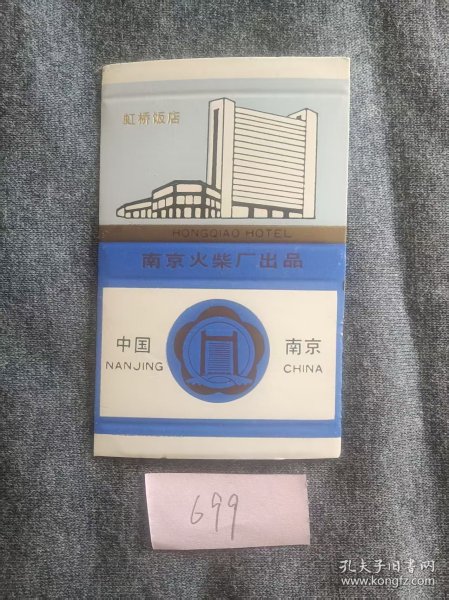 虹桥饭店
HONGQIAO HOTEL
南京火柴厂出品
中国 南京
NANJING CHINA
699
孔夫子旧书网
www.kongfz.com